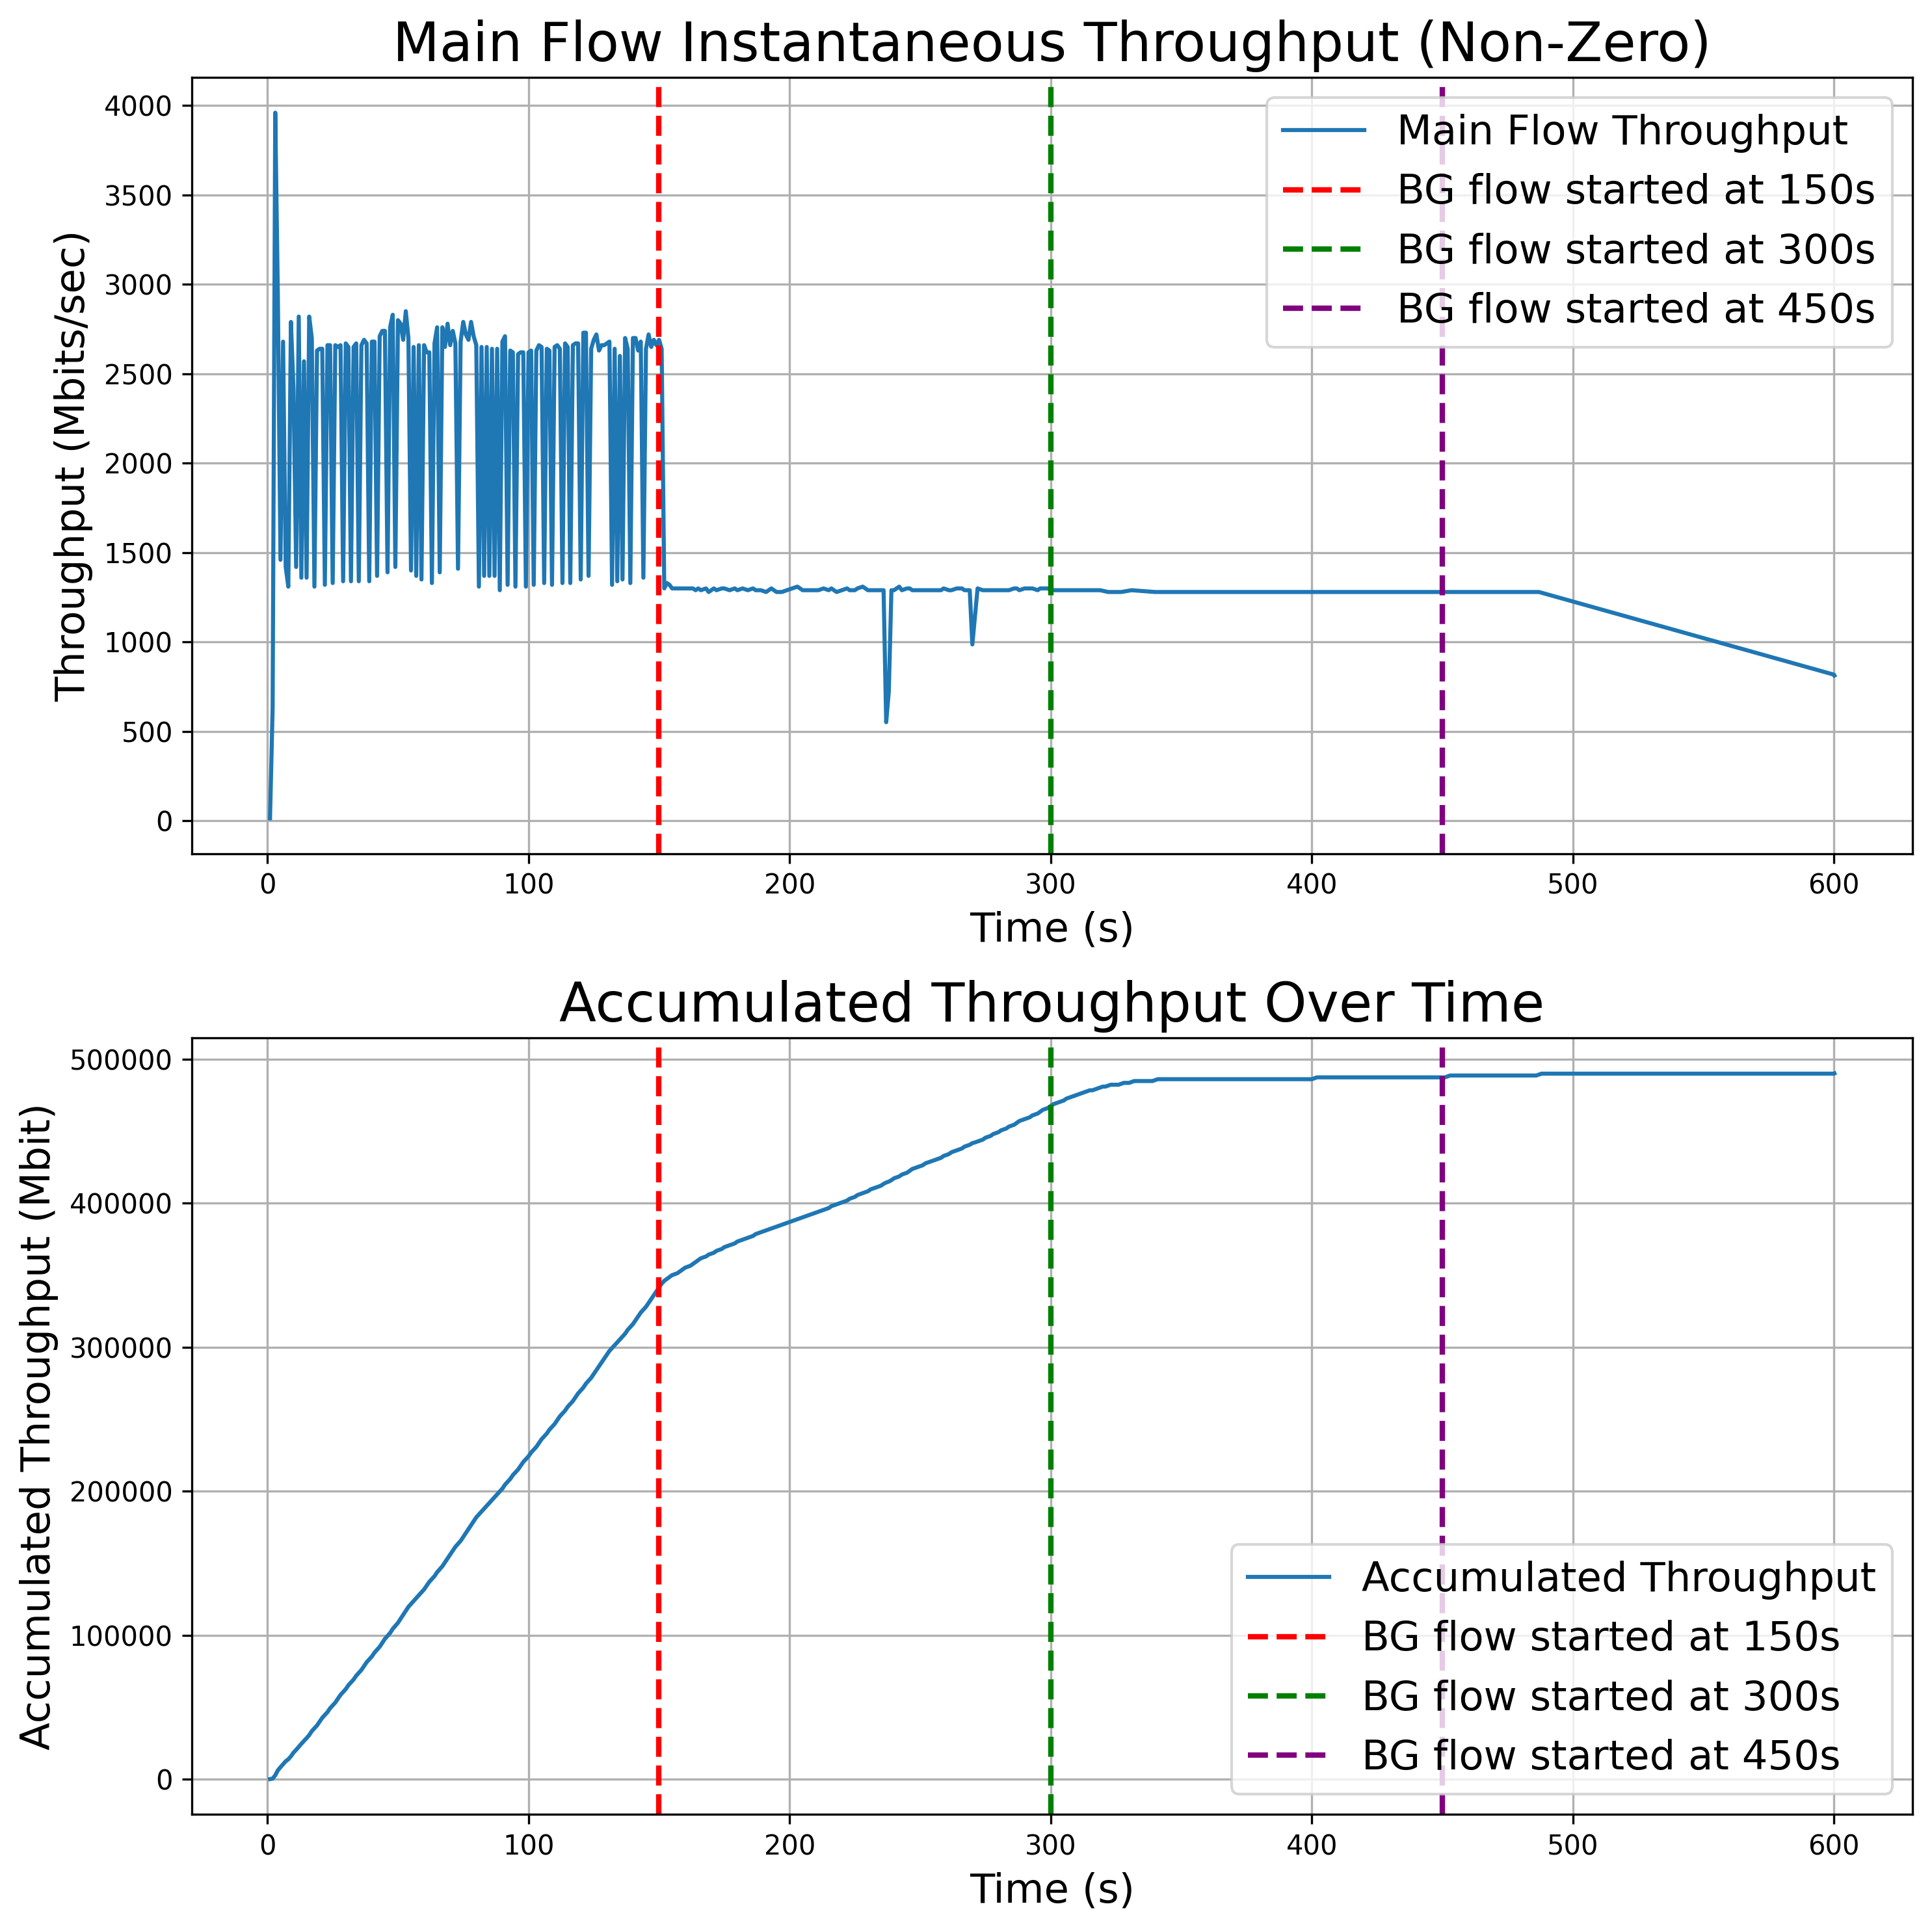 Main Flow Instantaneous Throughput (Non-Zero)
Throughput (Mbits/sec)
4000
3500
3000
2500
2000
1500
1000
500
0
Main Flow Throughput
BG flow started at 150s
BG flow started at 300s
BG flow started at 450s
0 100 200 300 400 500 600
Time (s)
Accumulated Throughput Over Time
Accumulated Throughput (Mbit)
500000
400000
300000
200000
100000
0
Accumulated Throughput
BG flow started at 150s
BG flow started at 300s
BG flow started at 450s
0 100 200 300 400 500 600
Time (s)